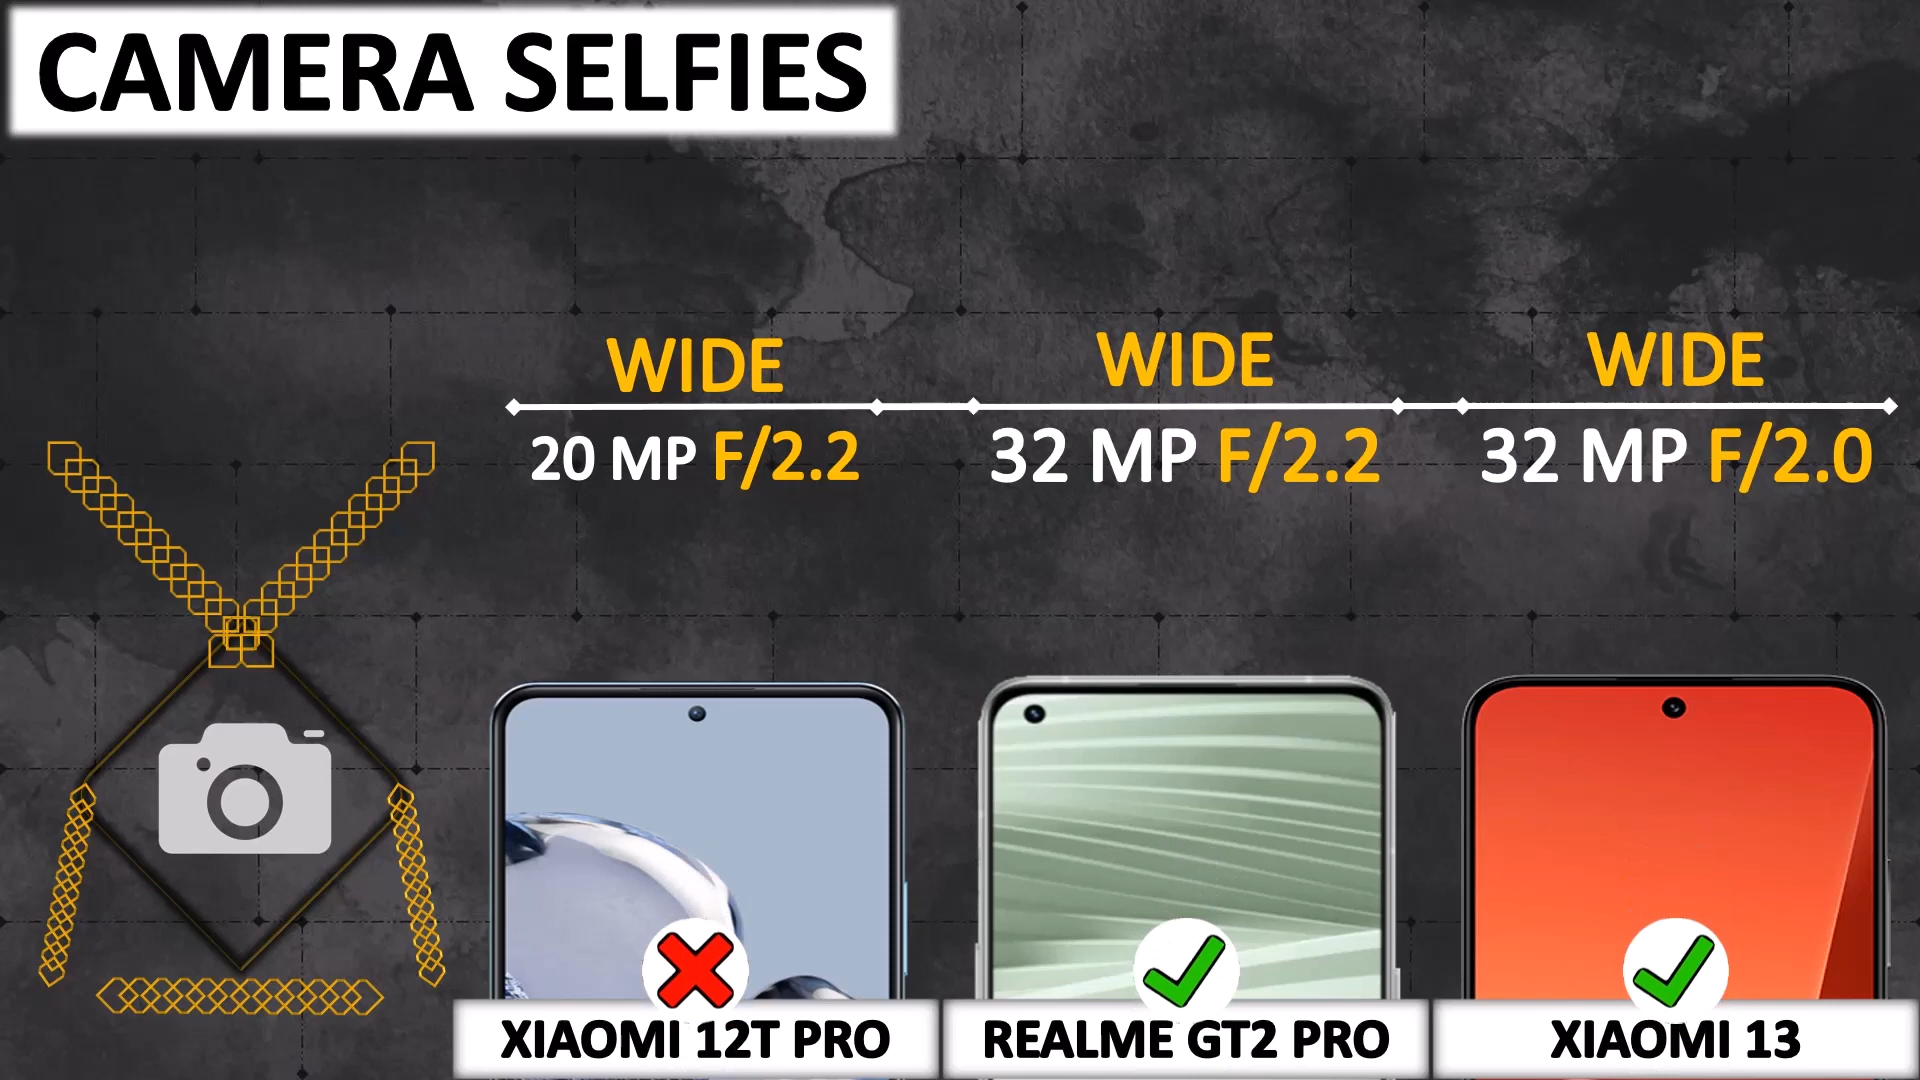 CAMERA SELFIES
WIDE
20 MP F/2.2
WIDE
32 MP F/2.2
WIDE
32 MP F/2.0
XIAOMI 12T PRO
REALME GT2 PRO
XIAOMI 13